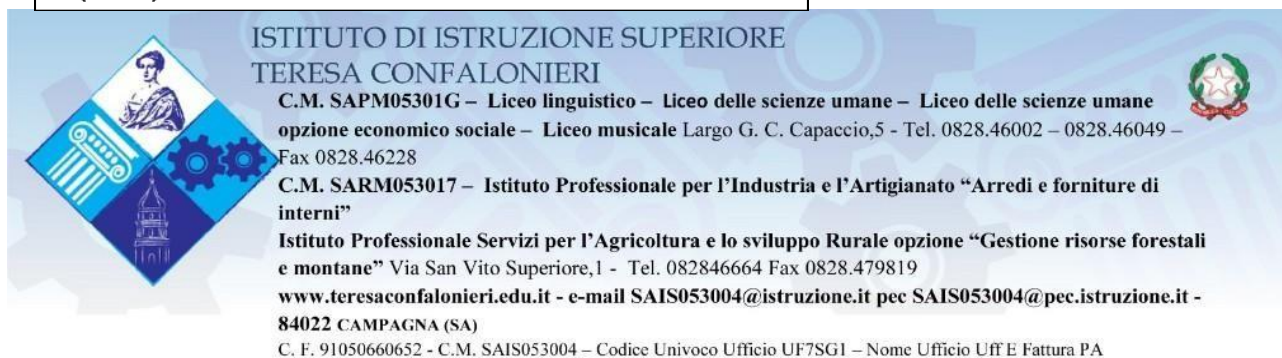 ISTITUTO DI ISTRUZIONE SUPERIORE
TERESA CONFALONIERI
C.M. SAPM05301G – Liceo linguistico – Liceo delle scienze umane – Liceo delle scienze umane
opzione economico sociale – Liceo musicale Largo G. C. Capaccio,5 - Tel. 0828.46002 – 0828.46049 –
Fax 0828.46228
C.M. SARM053017 – Istituto Professionale per l’Industria e l’Artigianato “Arredi e forniture di
interni”
Istituto Professionale Servizi per l’Agricoltura e lo sviluppo Rurale opzione “Gestione risorse forestali
e montane” Via San Vito Superiore,1 - Tel. 082846664 Fax 0828.479819
www.teresaconfalonieri.edu.it - e-mail SAIS053004@istruzione.it pec SAIS053004@pec.istruzione.it -
84022 CAMPAGNA (SA)
C. F. 91050660652 - C.M. SAIS053004 – Codice Univoco Ufficio UF7SG1 – Nome Ufficio Uff E Fattura PA